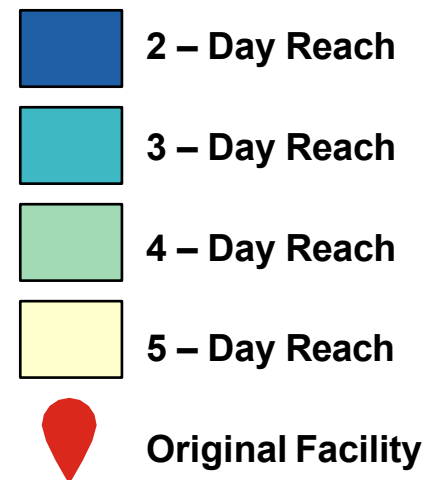 2 – Day Reach
3 – Day Reach
4 – Day Reach
5 – Day Reach
Original Facility